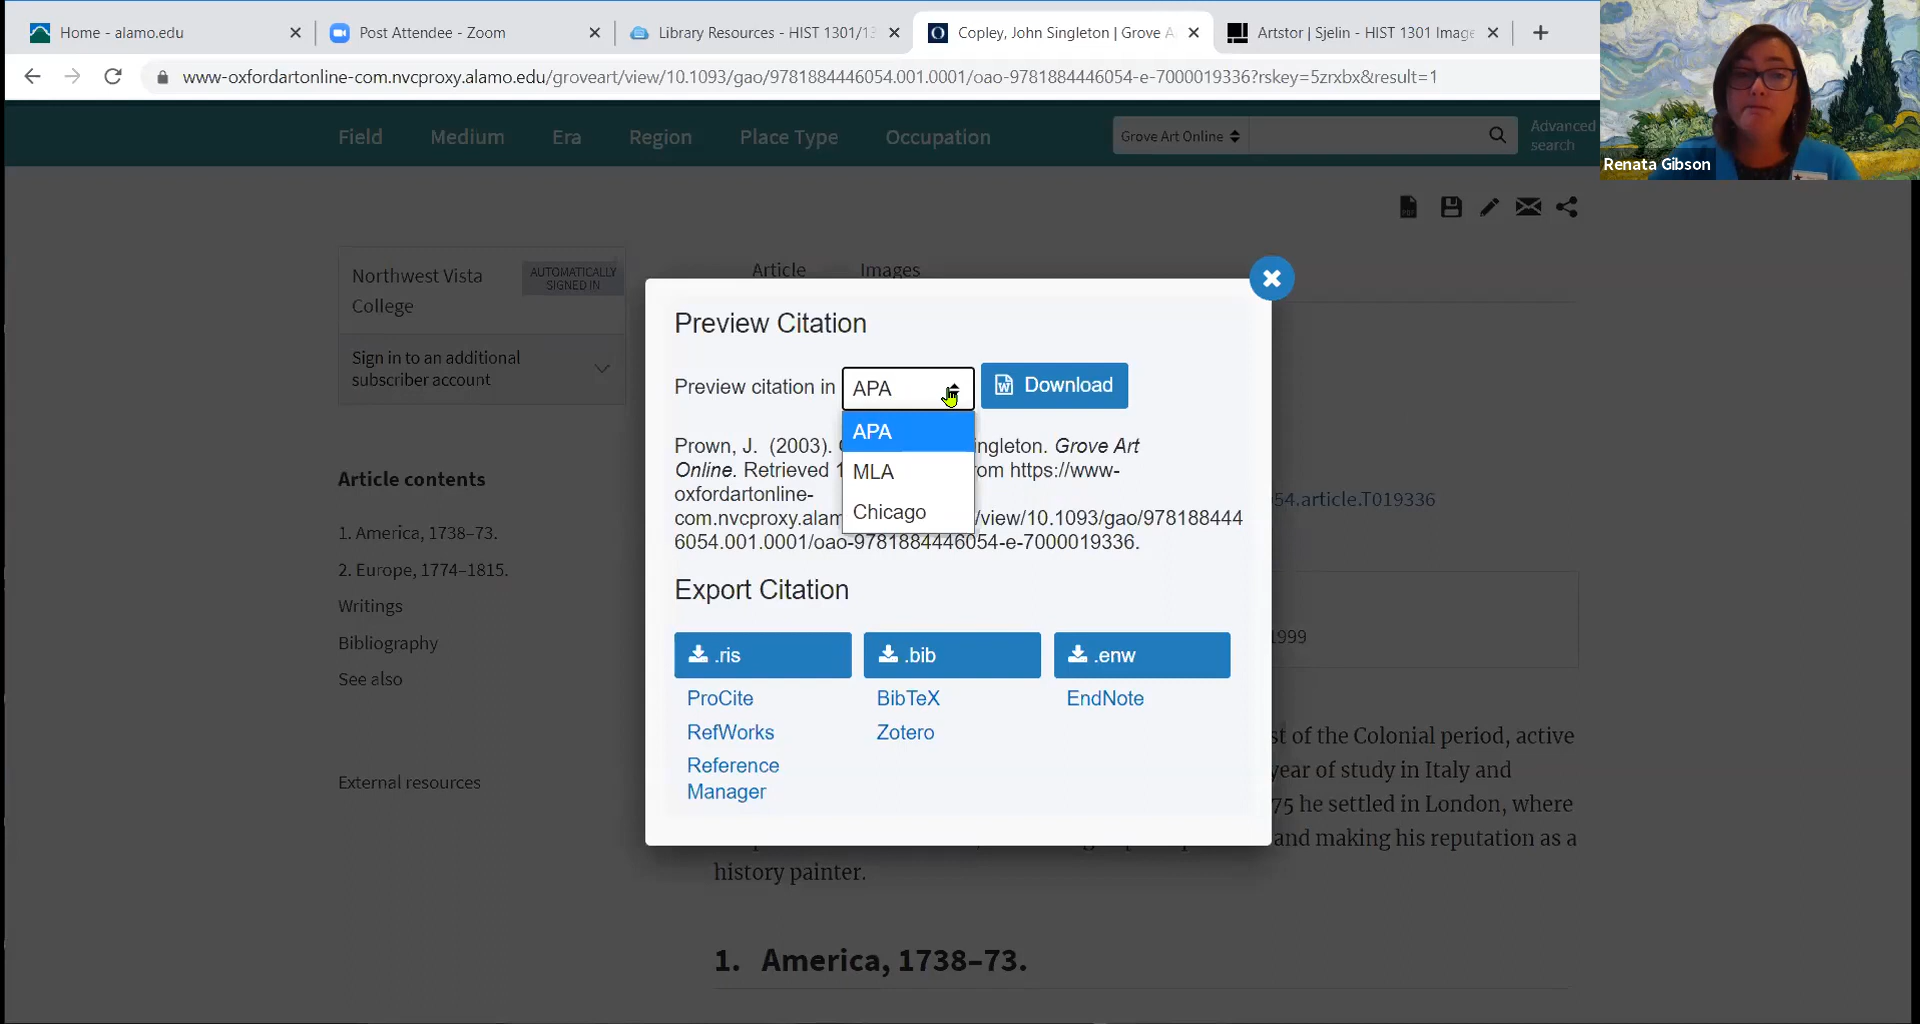 Home - alamo.edu
Post Attendee - Zoom
Library Resources - HIST 1301/13
Copley, John Singleton | Grove A
Artstor | Sjelin - HIST 1301 Image
www-oxfordartonline-com.nvcproxy.alamo.edu/groveart/view/10.1093/gao/9781884446054.001.0001/oao-9781884446054-e-7000019336?rskey=5zrxbx&result=1
Renata Gibson
Field Medium Era Region Place Type Occupation
Grove Art Online
Advanced
search
Northwest Vista
College
AUTOMATICALLY
SIGNED IN
Sign in to an additional
subscriber account
Article Images
Article contents
1. America, 1738–73.
2. Europe, 1774–1815.
Writings
Bibliography
See also
External resources
Preview Citation
Preview citation in APA Download
APA
MLA
Chicago
Prown, J. (2003). ingleton. Grove Art
Online. Retrieved 1 om https://www-
oxfordartonline-
com.nvcproxy.alam /view/10.1093/gao/978188444
6054.001.0001/oao-9781884446054-e-7000019336.
Export Citation
.ris .bib .enw
ProCite BibTeX EndNote
RefWorks Zotero
Reference
Manager
54.article.T019336
1999
st of the Colonial period, active
year of study in Italy and
75 he settled in London, where
and making his reputation as a
history painter.
1. America, 1738–73.